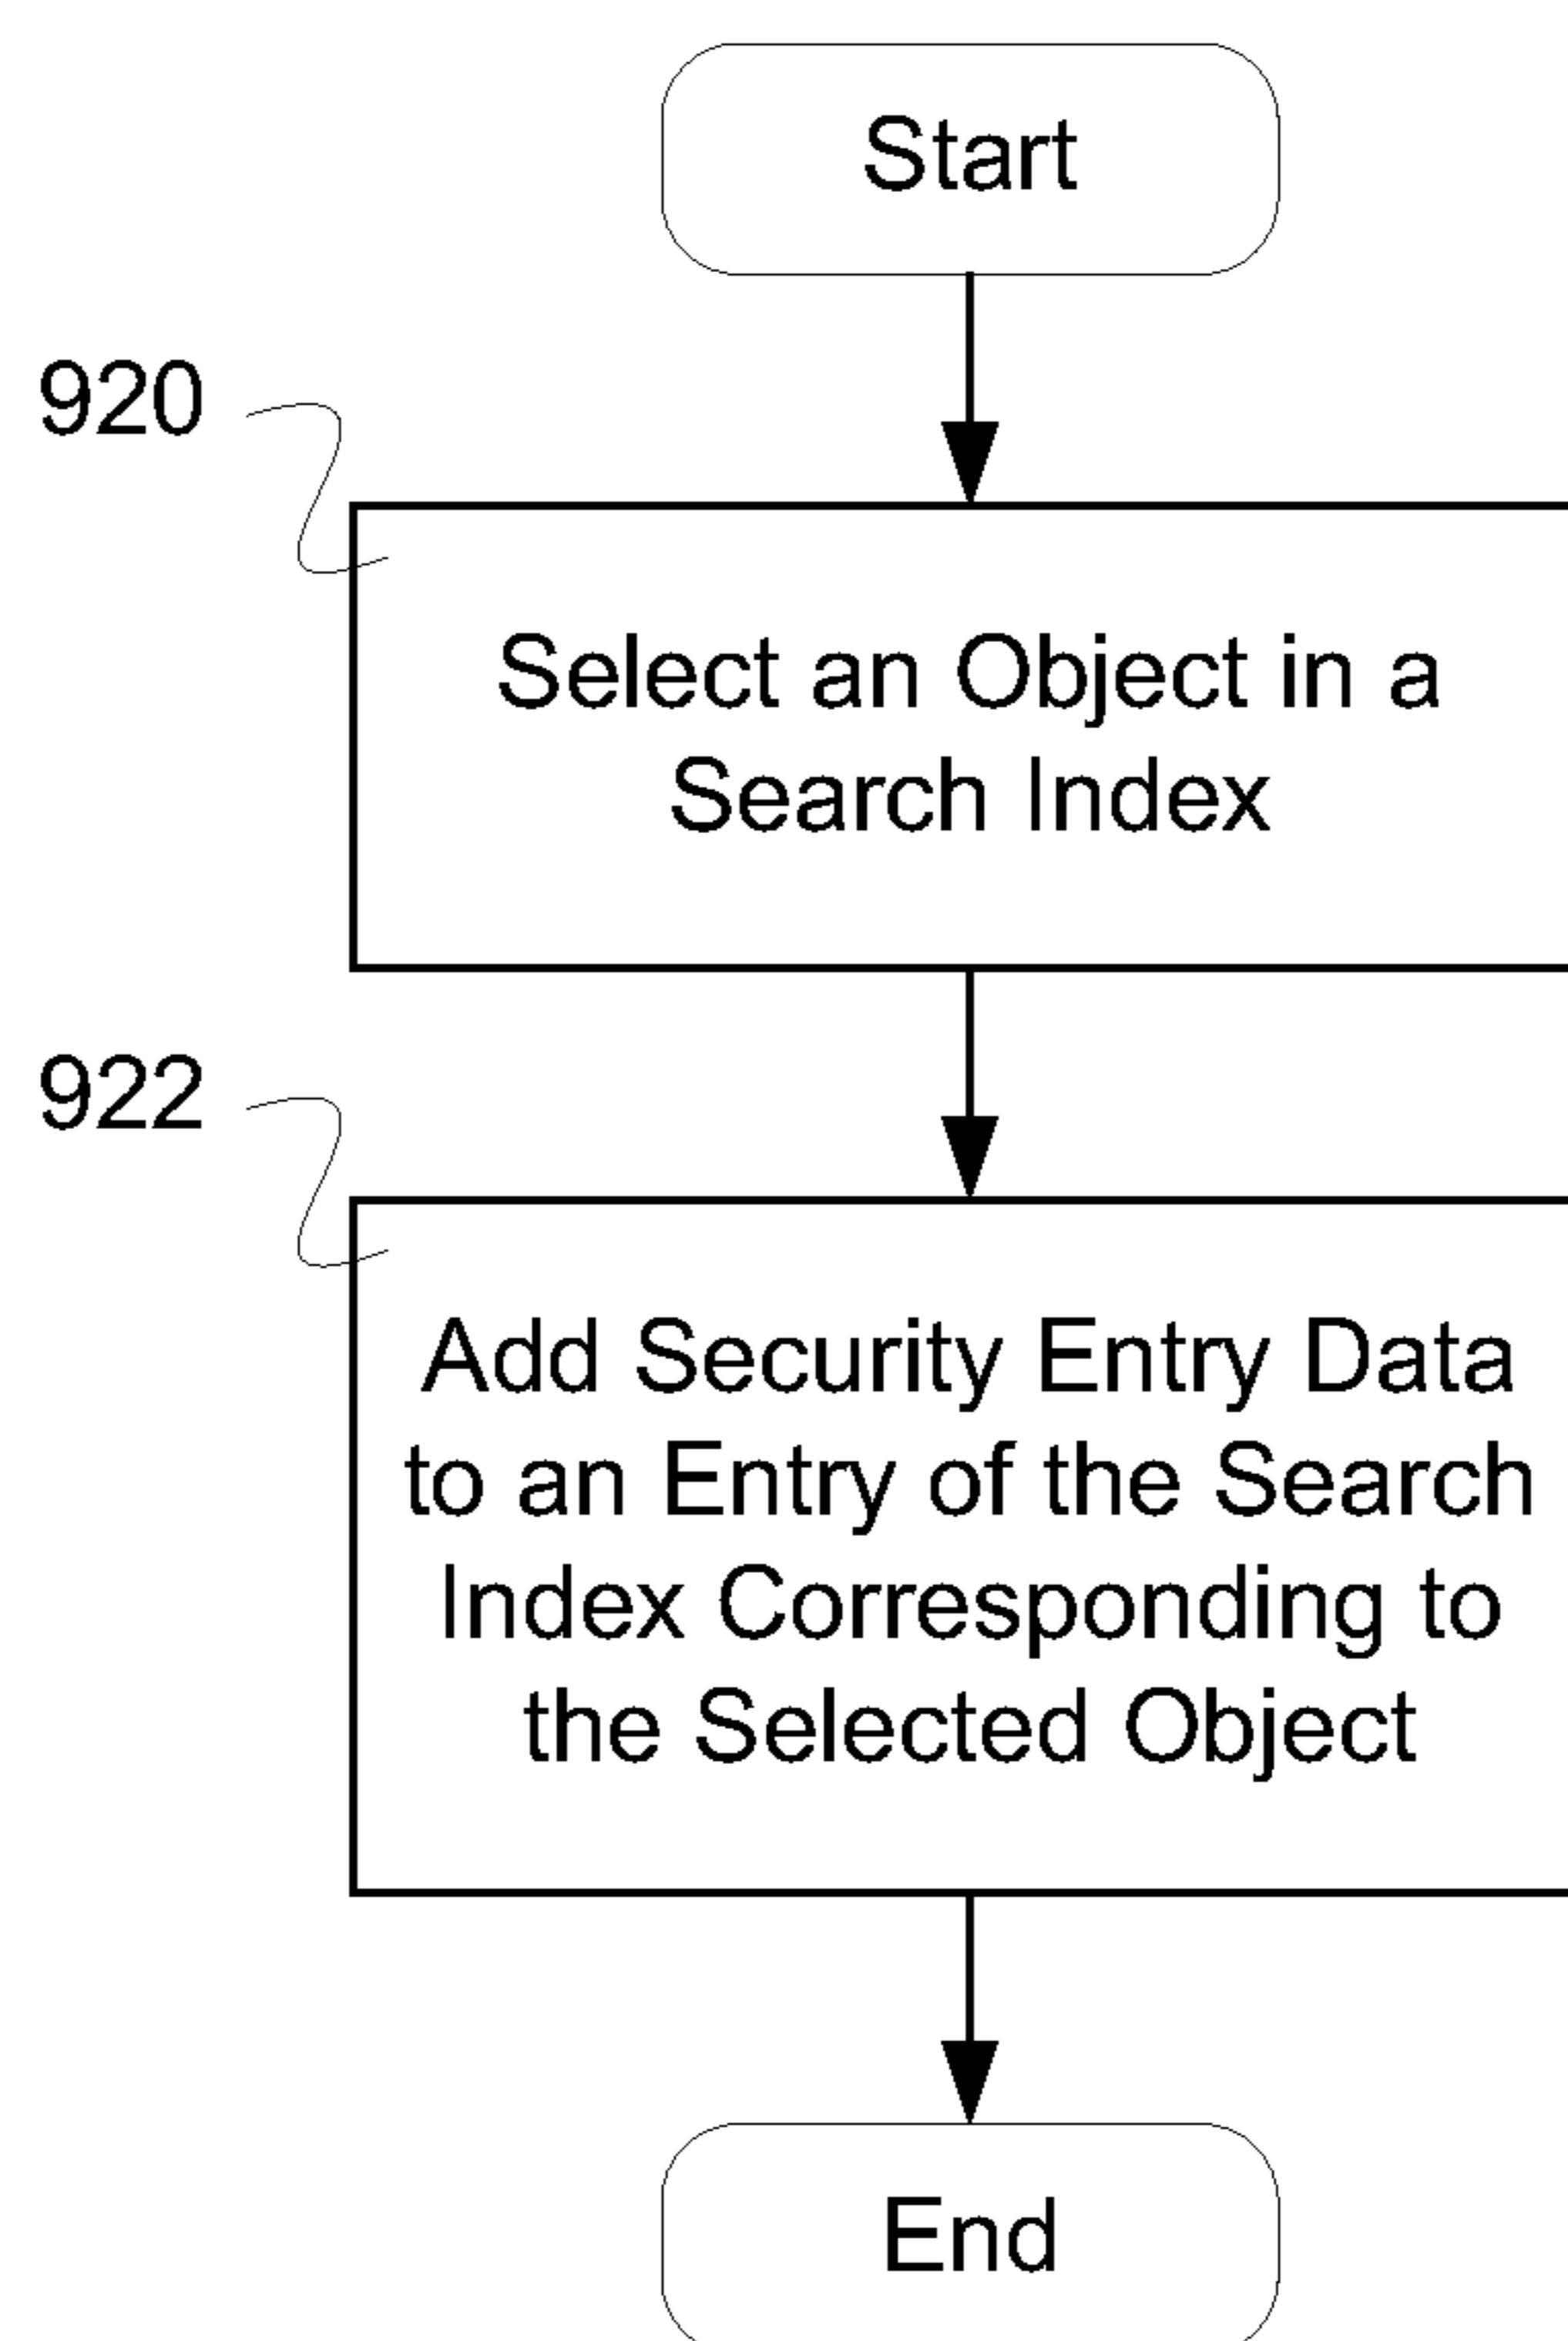 Start
920
Select an Object in a
Search Index
922
Add Security Entry Data
to an Entry of the Search
Index Corresponding to
the Selected Object
End